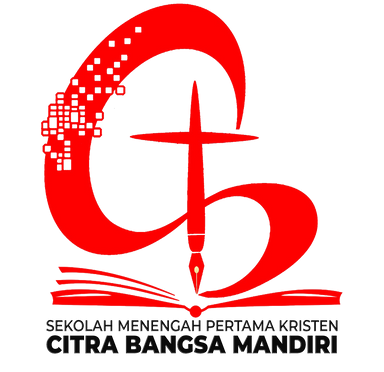 SEKOLAH MENENGAH PERTAMA KRISTEN
CITRA BANGSA MANDIRI